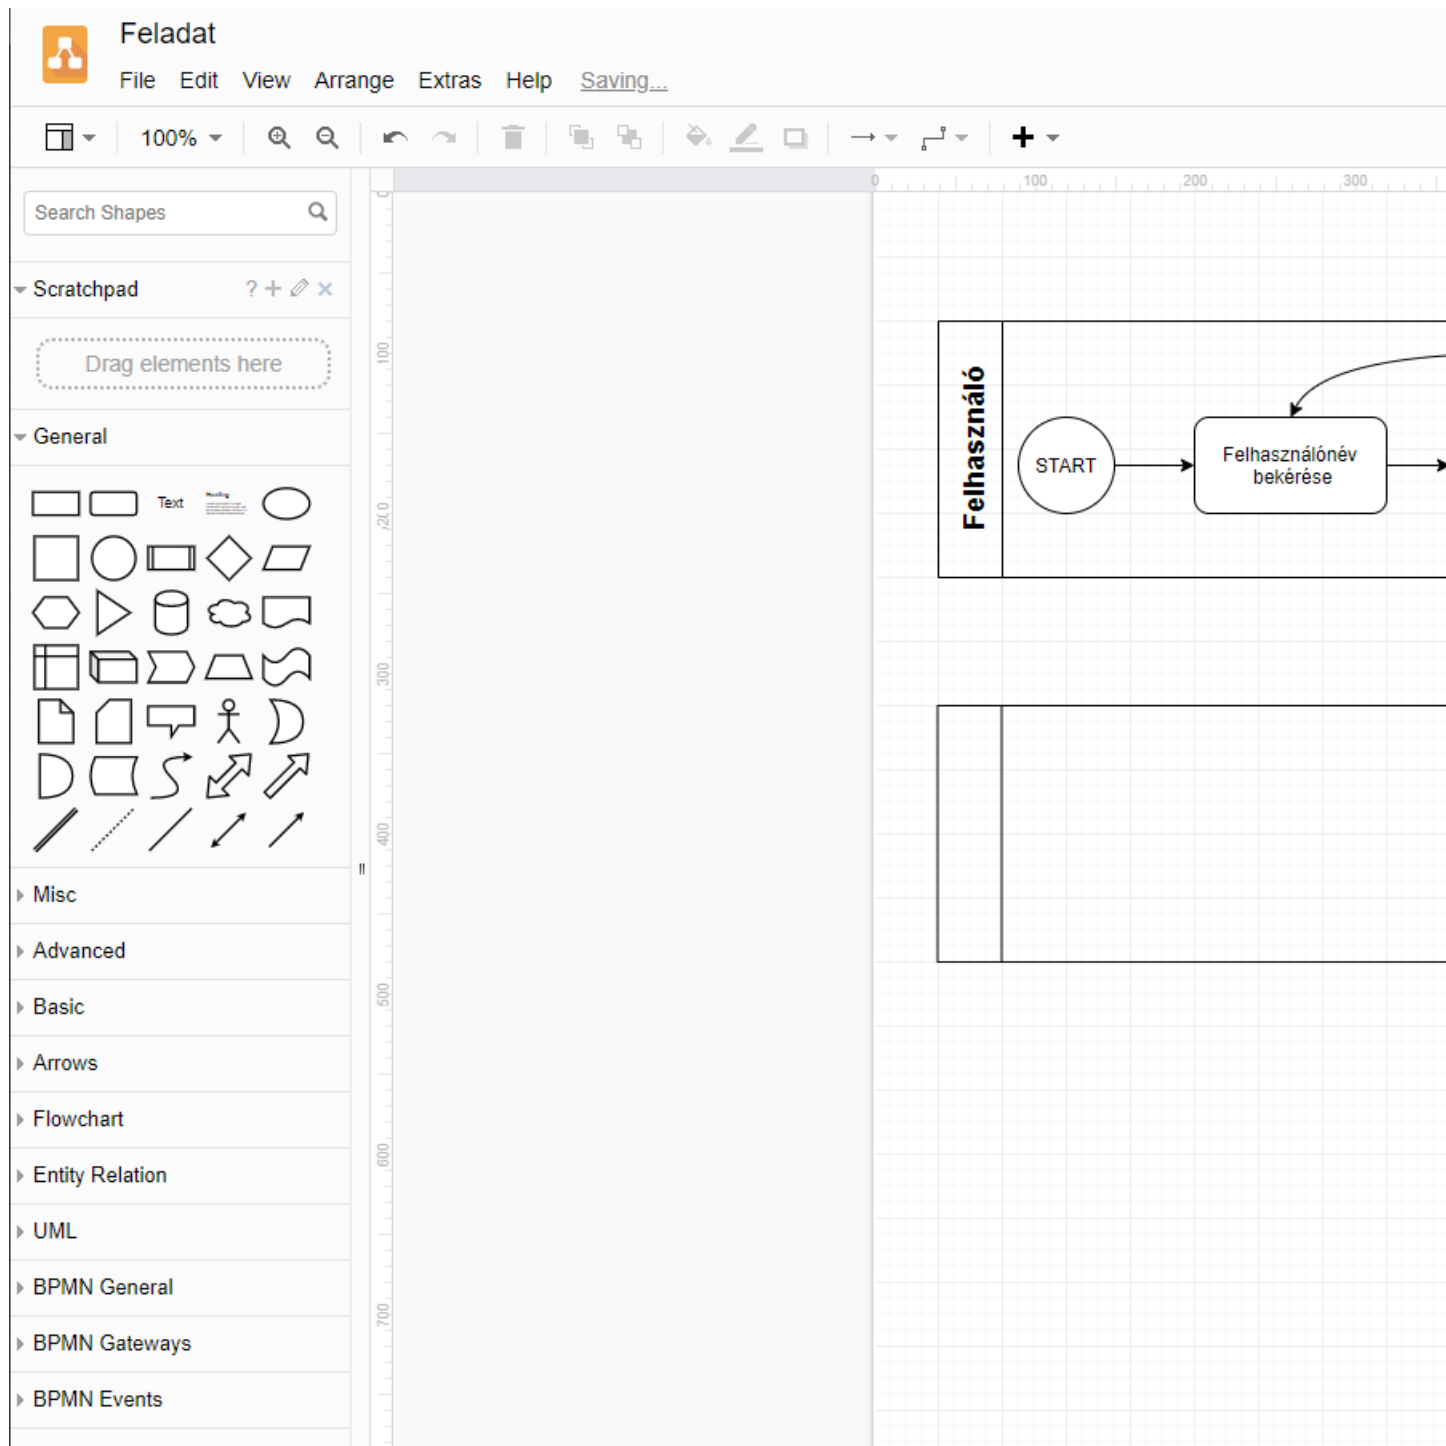 Feladat
File Edit View Arrange Extras Help Saving...
100%
0 100 200 300
Search Shapes
0
Scratchpad ?
Drag elements here
100
General
Text
Heading
200
300
400
500
600
700
Misc
Advanced
Basic
Arrows
Flowchart
Entity Relation
UML
BPMN General
BPMN Gateways
BPMN Events
Felhasználó
START
Felhasználónév
bekérése